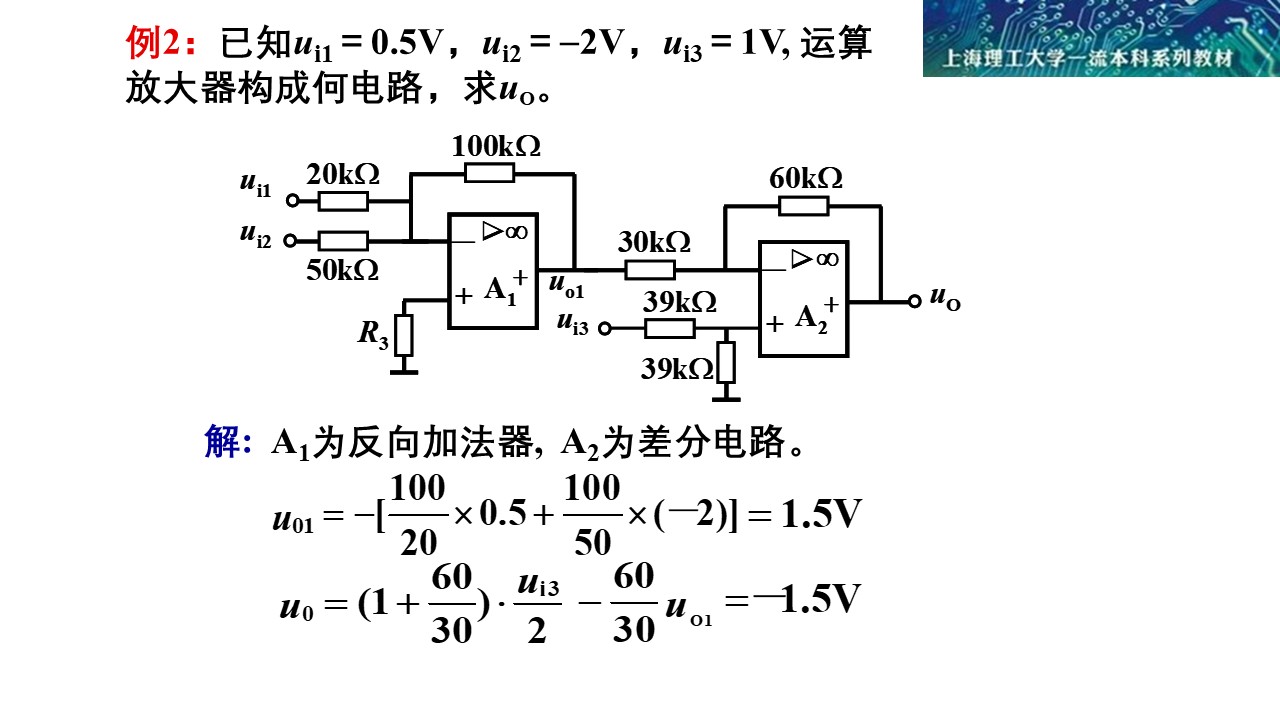 例2：已知ui1 = 0.5V，ui2 = –2V，ui3 = 1V, 运算
放大器构成何电路，求uO。
上海理工大学一流本科系列教材
100kΩ
ui1 20kΩ
60kΩ
ui2
50kΩ
▷∞
30kΩ
▷∞
— + A1 +
uo1
39kΩ
— + A2 +
uO
ui3
R3
39kΩ
解: A1为反向加法器, A2为差分电路。
u01 = −[100/20 × 0.5 + 100/50 × (—2)] = 1.5V
u0 = (1 + 60/30) · ui3/2 − 60/30 uO1 = —1.5V